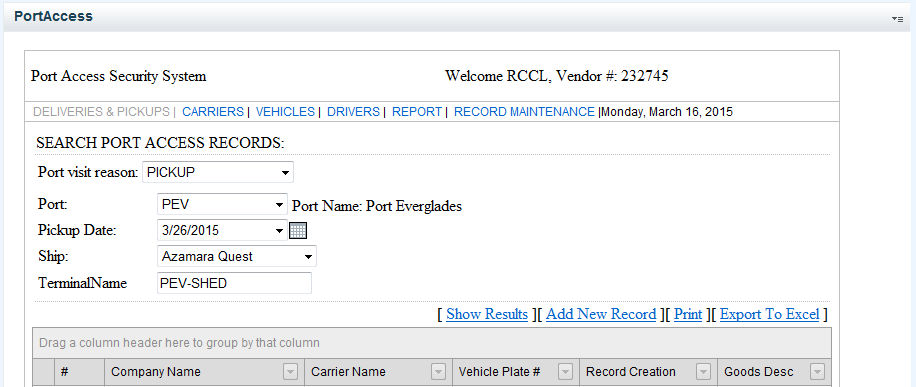 PortAccess
Port Access Security System Welcome RCCL, Vendor #: 232745
DELIVERIES & PICKUPS | CARRIERS | VEHICLES | DRIVERS | REPORT | RECORD MAINTENANCE |Monday, March 16, 2015
SEARCH PORT ACCESS RECORDS:
Port visit reason: PICKUP
Port: PEV Port Name: Port Everglades
Pickup Date: 3/26/2015
Ship: Azamara Quest
TerminalName PEV-SHED
[ Show Results ][ Add New Record ][ Print ][ Export To Excel ]
Drag a column header here to group by that column
# Company Name Carrier Name Vehicle Plate # Record Creation Goods Desc